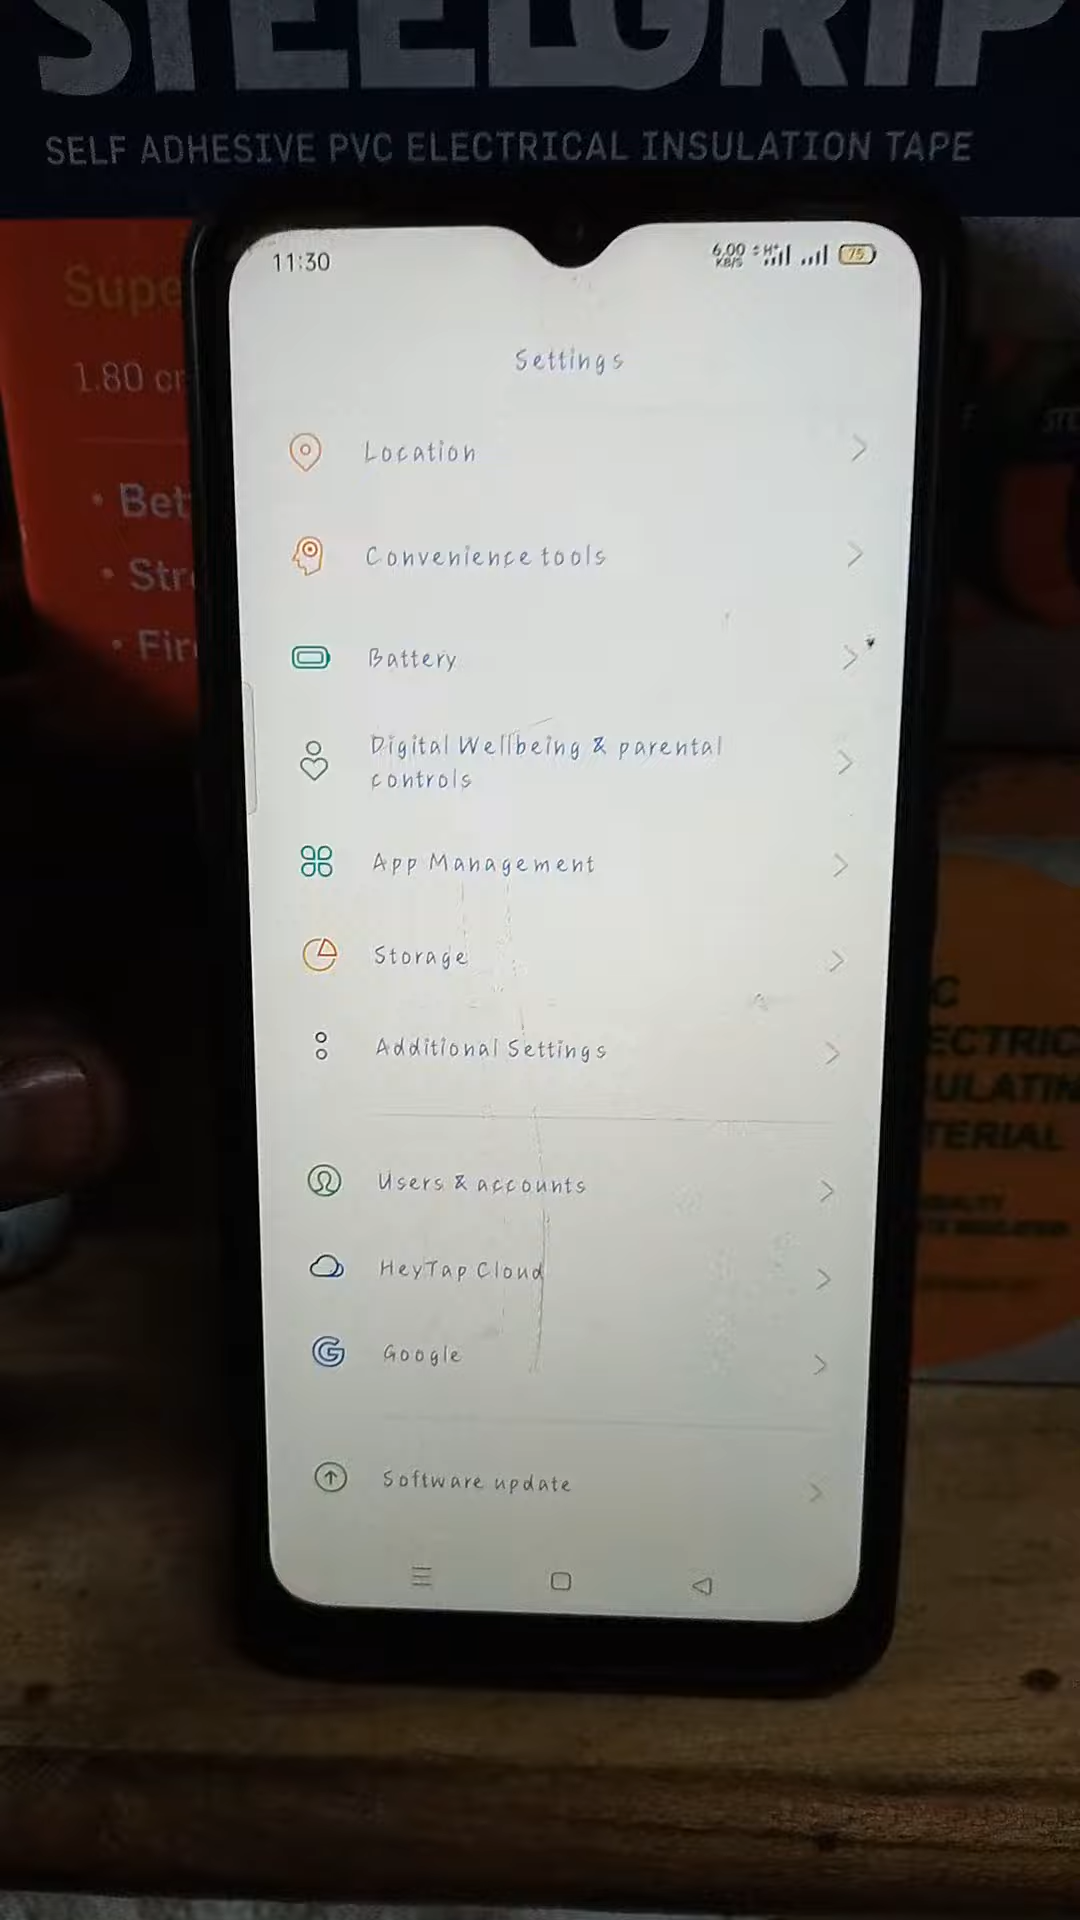 STEELGRIP
SELF ADHESIVE PVC ELECTRICAL INSULATION TAPE
Supe
1.80 cr
• Bet
• Str
• Fir
11:30
6.00 KB/S
75
Settings
Location
Convenience tools
Battery
Digital Wellbeing & parental
controls
App Management
Storage
Additional Settings
Users & accounts
HeyTap Cloud
Google
Software update
C
ECTRIC
ULATIN
TERIAL